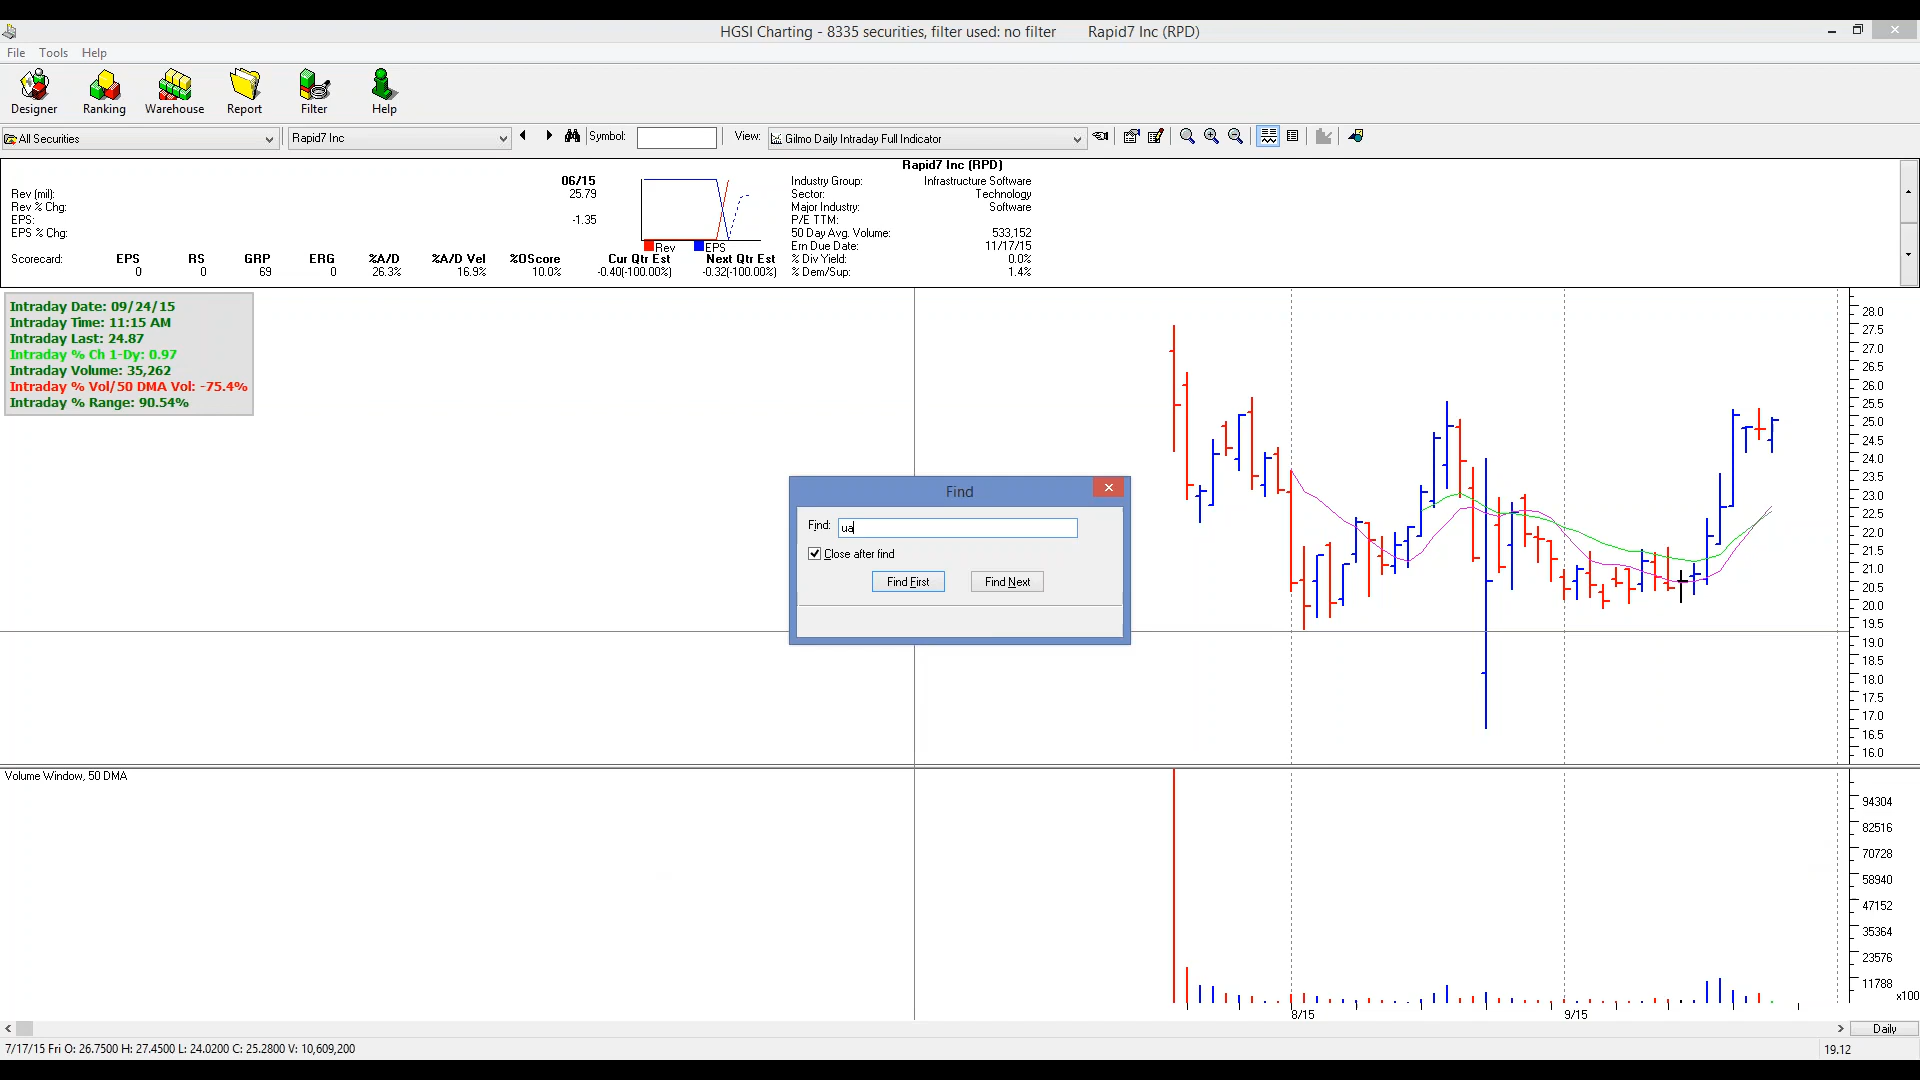 HGSI Charting - 8335 securities, filter used: no filter Rapid7 Inc (RPD)
File Tools Help
Designer Ranking Warehouse Report Filter Help
All Securities Rapid7 Inc Symbol: View: Gilmo Daily Intraday Full Indicator
Rapid7 Inc (RPD)
06/15
Rev (mil): 25.79
Rev % Chg:
EPS: -1.35
EPS % Chg:
Rev EPS
Industry Group: Infrastructure Software
Sector: Technology
Major Industry: Software
P/E TTM:
50 Day Avg. Volume: 533,152
Ern Due Date: 11/17/15
% Div Yield: 0.0%
% Dem/Sup: 1.4%
Scorecard: EPS RS GRP ERG %A/D %A/D Vel %OScore Cur Qtr Est Next Qtr Est
0 0 69 0 26.3% 16.9% 10.0% -0.40(-100.00%) -0.32(-100.00%)
Intraday Date: 09/24/15
Intraday Time: 11:15 AM
Intraday Last: 24.87
Intraday % Ch 1-Dy: 0.97
Intraday Volume: 35,262
Intraday % Vol/50 DMA Vol: -75.4%
Intraday % Range: 90.54%
28.0
27.5
27.0
26.5
26.0
25.5
25.0
24.5
24.0
23.5
23.0
22.5
22.0
21.5
21.0
20.5
20.0
19.5
19.0
18.5
18.0
17.5
17.0
16.5
16.0
Find
Find: ua
Close after find
Find First Find Next
Volume Window, 50 DMA
94304
82516
70728
58940
47152
35364
23576
11788
x100
8/15 9/15
Daily
7/17/15 Fri O: 26.7500 H: 27.4500 L: 24.0200 C: 25.2800 V: 10,609,200
19.12